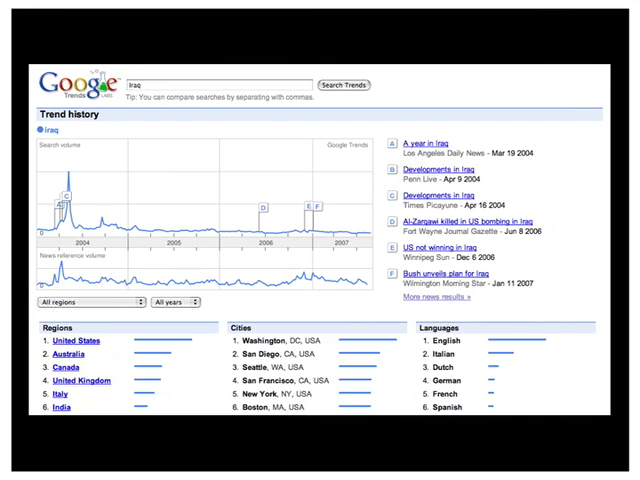 Google
Trends LABS
Iraq
Search Trends
Tip: You can compare searches by separating with commas.
Trend history
iraq
Search volume
Google Trends
A
C
D
E
F
0
2004
2005
2006
2007
News reference volume
0
All regions
All years
A
A year in Iraq
Los Angeles Daily News - Mar 19 2004
B
Developments in Iraq
Penn Live - Apr 9 2004
C
Developments in Iraq
Times Picayune - Apr 16 2004
D
Al-Zarqawi killed in US bombing in Iraq
Fort Wayne Journal Gazette - Jun 8 2006
E
US not winning in Iraq
Winnipeg Sun - Dec 6 2006
F
Bush unveils plan for Iraq
Wilmington Morning Star - Jan 11 2007
More news results »
Regions
1. United States
2. Australia
3. Canada
4. United Kingdom
5. Italy
6. India
Cities
1. Washington, DC, USA
2. San Diego, CA, USA
3. Seattle, WA, USA
4. San Francisco, CA, USA
5. New York, NY, USA
6. Boston, MA, USA
Languages
1. English
2. Italian
3. Dutch
4. German
5. French
6. Spanish